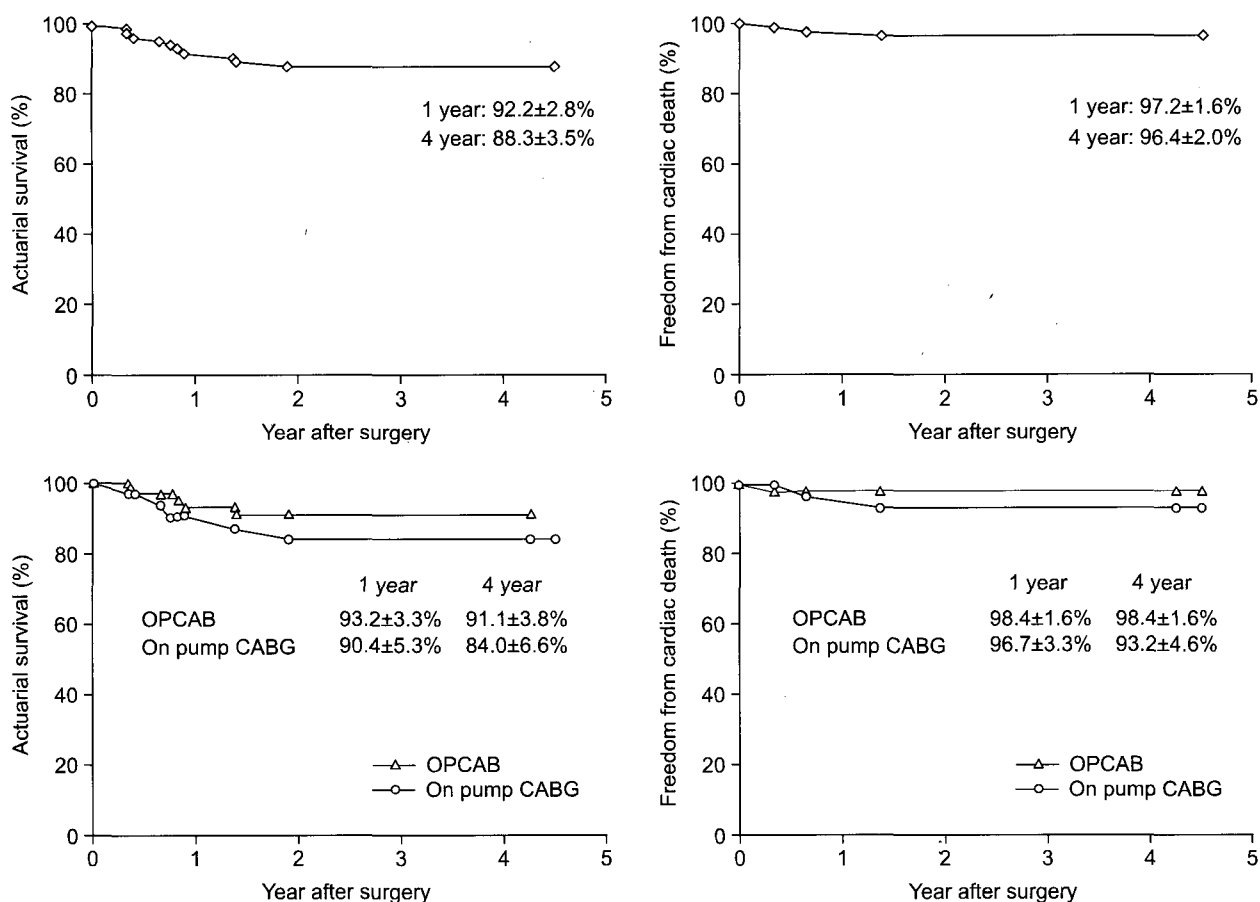 Actuarial survival (%)
100
80
60
40
20
0
1 year: 92.2±2.8%
4 year: 88.3±3.5%
0 1 2 3 4 5
Year after surgery
Freedom from cardiac death (%)
100
80
60
40
20
0
1 year: 97.2±1.6%
4 year: 96.4±2.0%
0 1 2 3 4 5
Year after surgery
Actuarial survival (%)
100
80
60
40
20
0
1 year 4 year
OPCAB 93.2±3.3% 91.1±3.8%
On pump CABG 90.4±5.3% 84.0±6.6%
OPCAB
On pump CABG
0 1 2 3 4 5
Year after surgery
Freedom from cardiac death (%)
100
80
60
40
20
0
1 year 4 year
OPCAB 98.4±1.6% 98.4±1.6%
On pump CABG 96.7±3.3% 93.2±4.6%
OPCAB
On pump CABG
0 1 2 3 4 5
Year after surgery